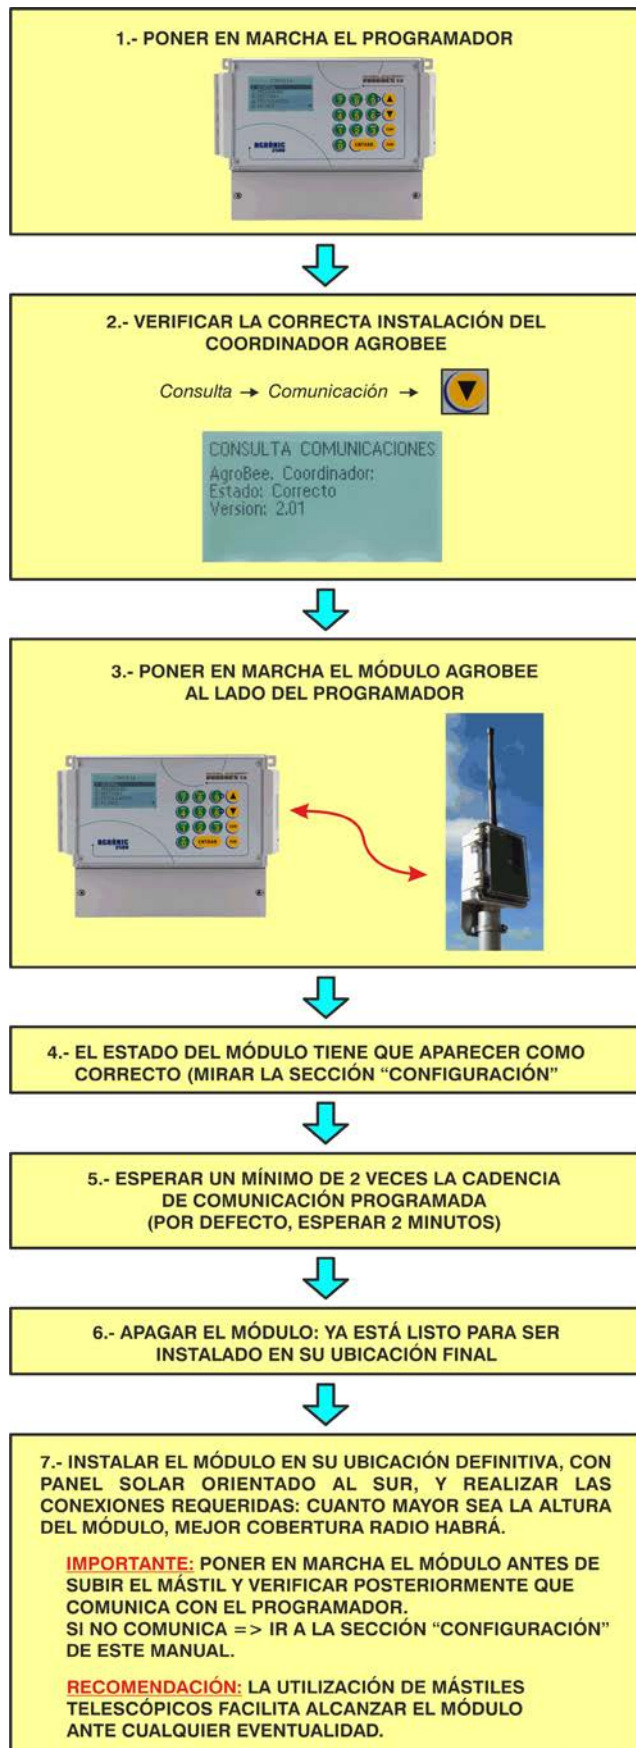 1.- PONER EN MARCHA EL PROGRAMADOR
AGRÓNIC
2500
ENTRAR
2.- VERIFICAR LA CORRECTA INSTALACIÓN DEL
COORDINADOR AGROBEE
Consulta → Comunicación →
CONSULTA COMUNICACIONES
AgroBee. Coordinador:
Estado: Correcto
Version: 2.01
3.- PONER EN MARCHA EL MÓDULO AGROBEE
AL LADO DEL PROGRAMADOR
AGRÓNIC
2500
ENTRAR
4.- EL ESTADO DEL MÓDULO TIENE QUE APARECER COMO
CORRECTO (MIRAR LA SECCIÓN “CONFIGURACIÓN”
5.- ESPERAR UN MÍNIMO DE 2 VECES LA CADENCIA
DE COMUNICACIÓN PROGRAMADA
(POR DEFECTO, ESPERAR 2 MINUTOS)
6.- APAGAR EL MÓDULO: YA ESTÁ LISTO PARA SER
INSTALADO EN SU UBICACIÓN FINAL
7.- INSTALAR EL MÓDULO EN SU UBICACIÓN DEFINITIVA, CON
PANEL SOLAR ORIENTADO AL SUR, Y REALIZAR LAS
CONEXIONES REQUERIDAS: CUANTO MAYOR SEA LA ALTURA
DEL MÓDULO, MEJOR COBERTURA RADIO HABRÁ.
IMPORTANTE: PONER EN MARCHA EL MÓDULO ANTES DE
SUBIR EL MÁSTIL Y VERIFICAR POSTERIORMENTE QUE
COMUNICA CON EL PROGRAMADOR.
SI NO COMUNICA => IR A LA SECCIÓN “CONFIGURACIÓN”
DE ESTE MANUAL.
RECOMENDACIÓN: LA UTILIZACIÓN DE MÁSTILES
TELESCÓPICOS FACILITA ALCANZAR EL MÓDULO
ANTE CUALQUIER EVENTUALIDAD.